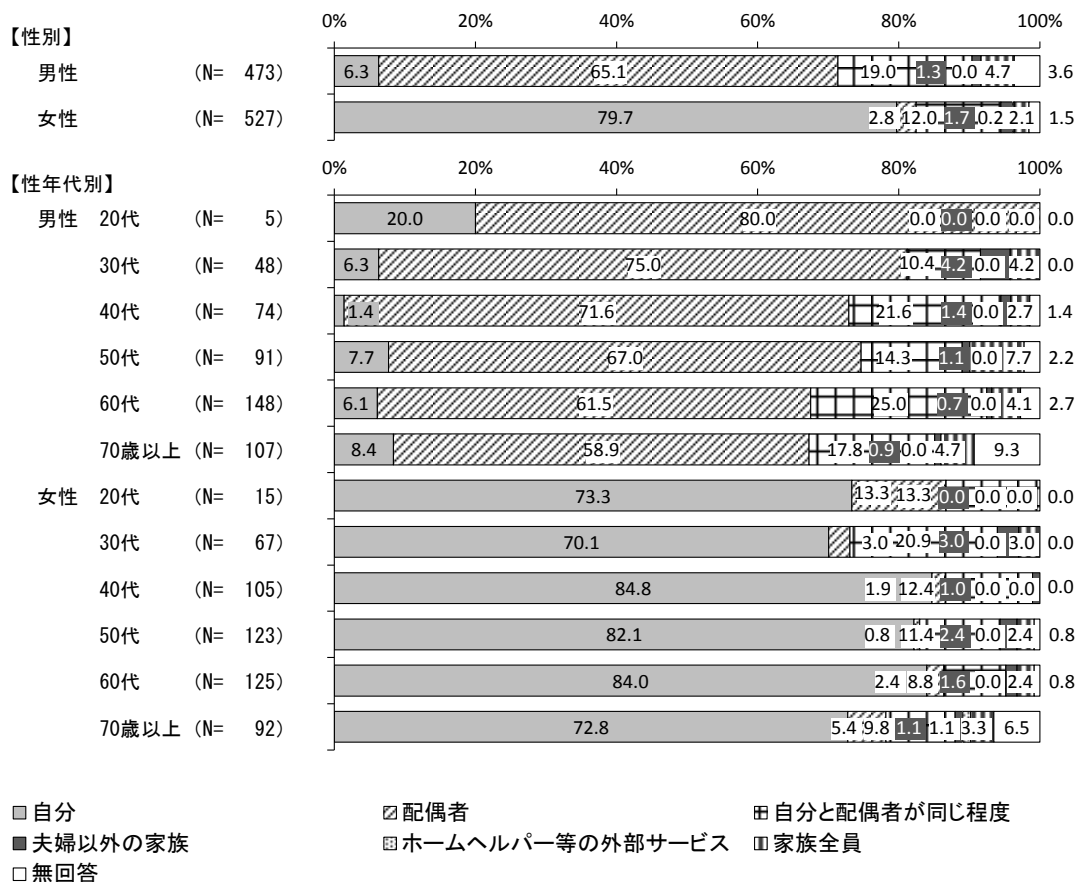 0% 20% 40% 60% 80% 100%
【性別】
男性 (N= 473) 6.3 65.1 19.0 1.3 0.0 4.7 3.6
女性 (N= 527) 79.7 2.8 12.0 1.7 0.2 2.1 1.5
0% 20% 40% 60% 80% 100%
【性年代別】
男性 20代 (N= 5) 20.0 80.0 0.0 0.0 0.0 0.0 0.0
30代 (N= 48) 6.3 75.0 10.4 4.2 0.0 4.2 0.0
40代 (N= 74) 1.4 71.6 21.6 1.4 0.0 2.7 1.4
50代 (N= 91) 7.7 67.0 14.3 1.1 0.0 7.7 2.2
60代 (N= 148) 6.1 61.5 25.0 0.7 0.0 4.1 2.7
70歳以上 (N= 107) 8.4 58.9 17.8 0.9 0.0 4.7 9.3
女性 20代 (N= 15) 73.3 13.3 13.3 0.0 0.0 0.0 0.0
30代 (N= 67) 70.1 3.0 20.9 3.0 0.0 3.0 0.0
40代 (N= 105) 84.8 1.9 12.4 1.0 0.0 0.0 0.0
50代 (N= 123) 82.1 0.8 11.4 2.4 0.0 2.4 0.8
60代 (N= 125) 84.0 2.4 8.8 1.6 0.0 2.4 0.8
70歳以上 (N= 92) 72.8 5.4 9.8 1.1 1.1 3.3 6.5
自分 配偶者 自分と配偶者が同じ程度
夫婦以外の家族 ホームヘルパー等の外部サービス 家族全員
無回答